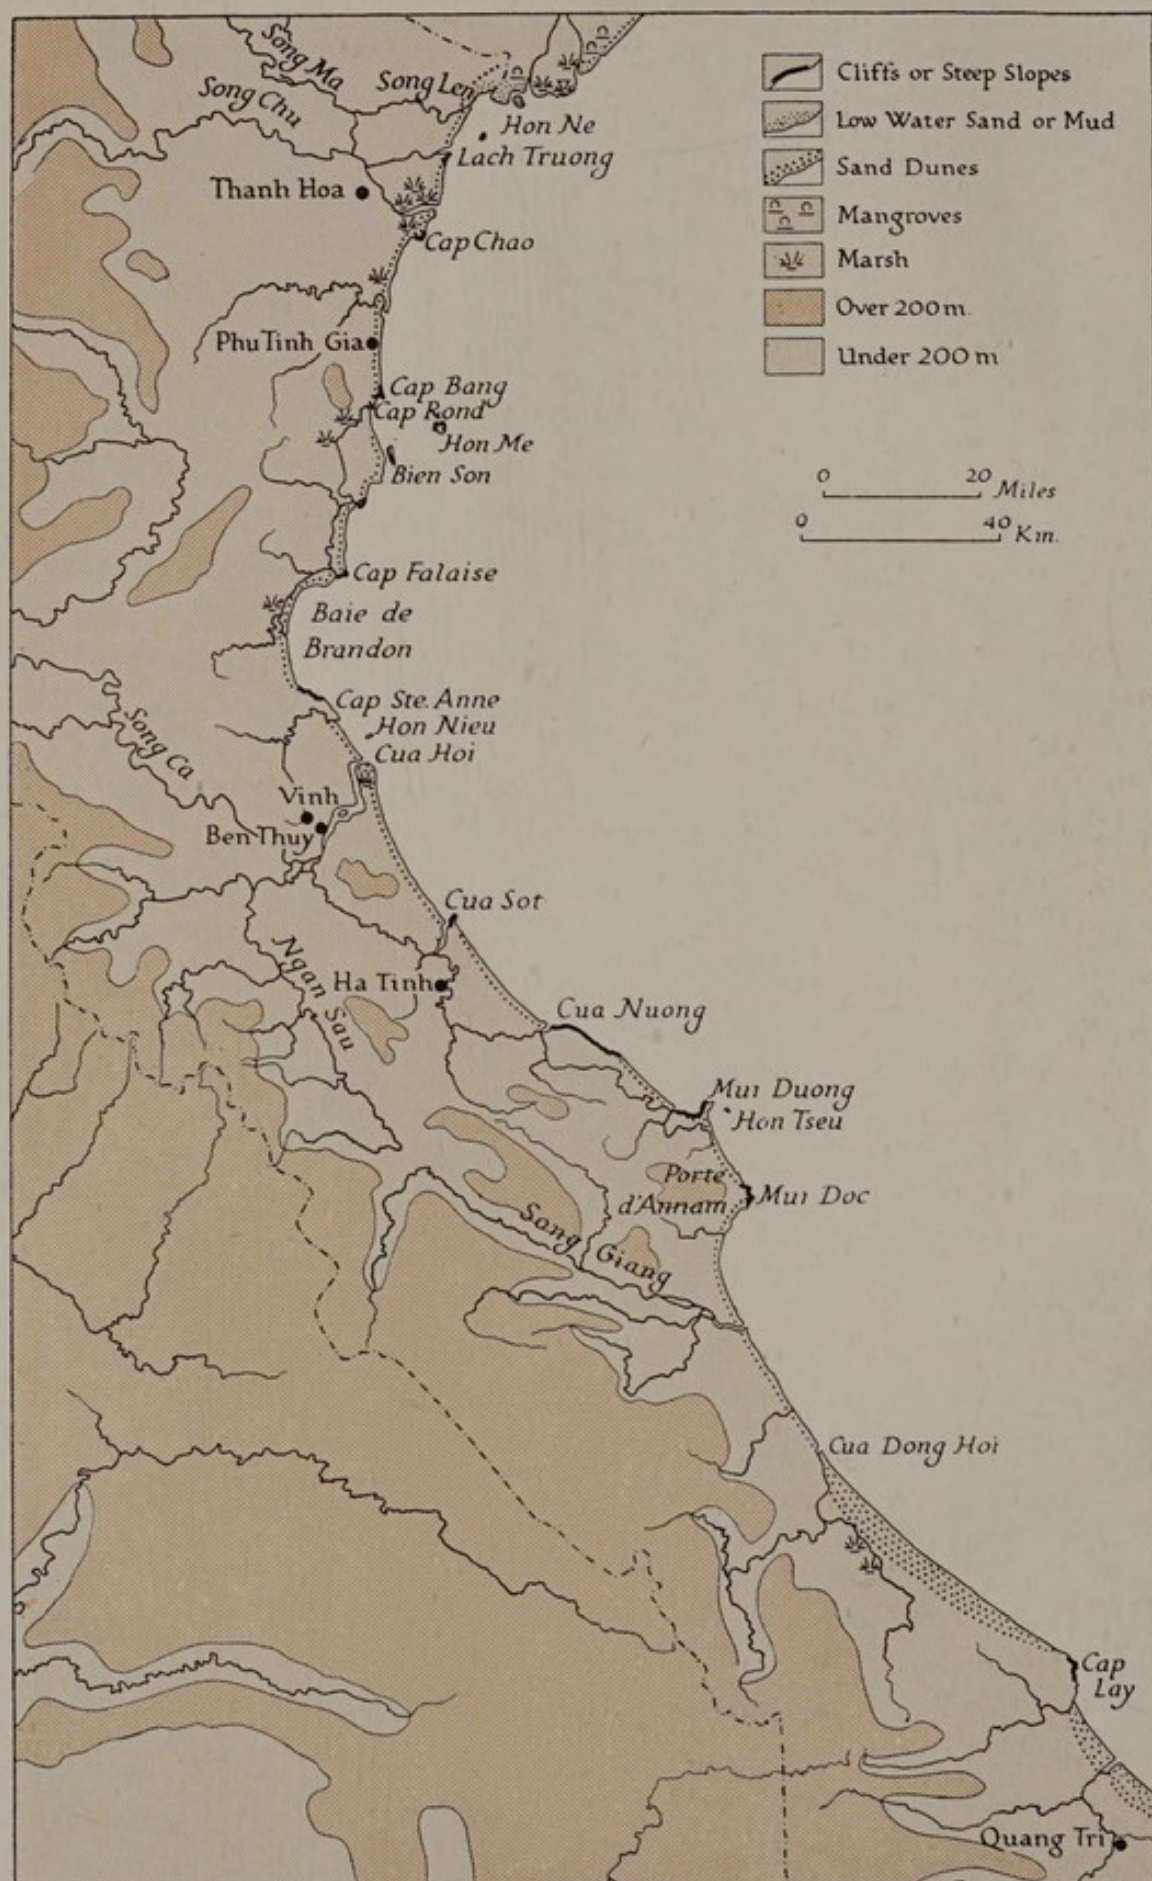 Song Ma
Song Chu
Song Len
Hon Ne
Lach Truong
Thanh Hoa
Cap Chao
Phu Tinh Gia
Cap Bang
Cap Rond
Hon Me
Bien Son
Cap Falaise
Baie de
Brandon
Cap Ste. Anne
Hon Nieu
Cua Hoi
Song Ca
Vinh
Ben Thuy
Cua Sot
Ngan Sau
Ha Tinh
Cua Nuong
Mui Duong
Hon Tseu
Porte
d'Annam
Mui Doc
Song Giang
Cua Dong Hoi
Cap
Lay
Quang Tri
Cliffs or Steep Slopes
Low Water Sand or Mud
Sand Dunes
Mangroves
Marsh
Over 200 m.
Under 200 m
0 20 Miles
0 40 Km.